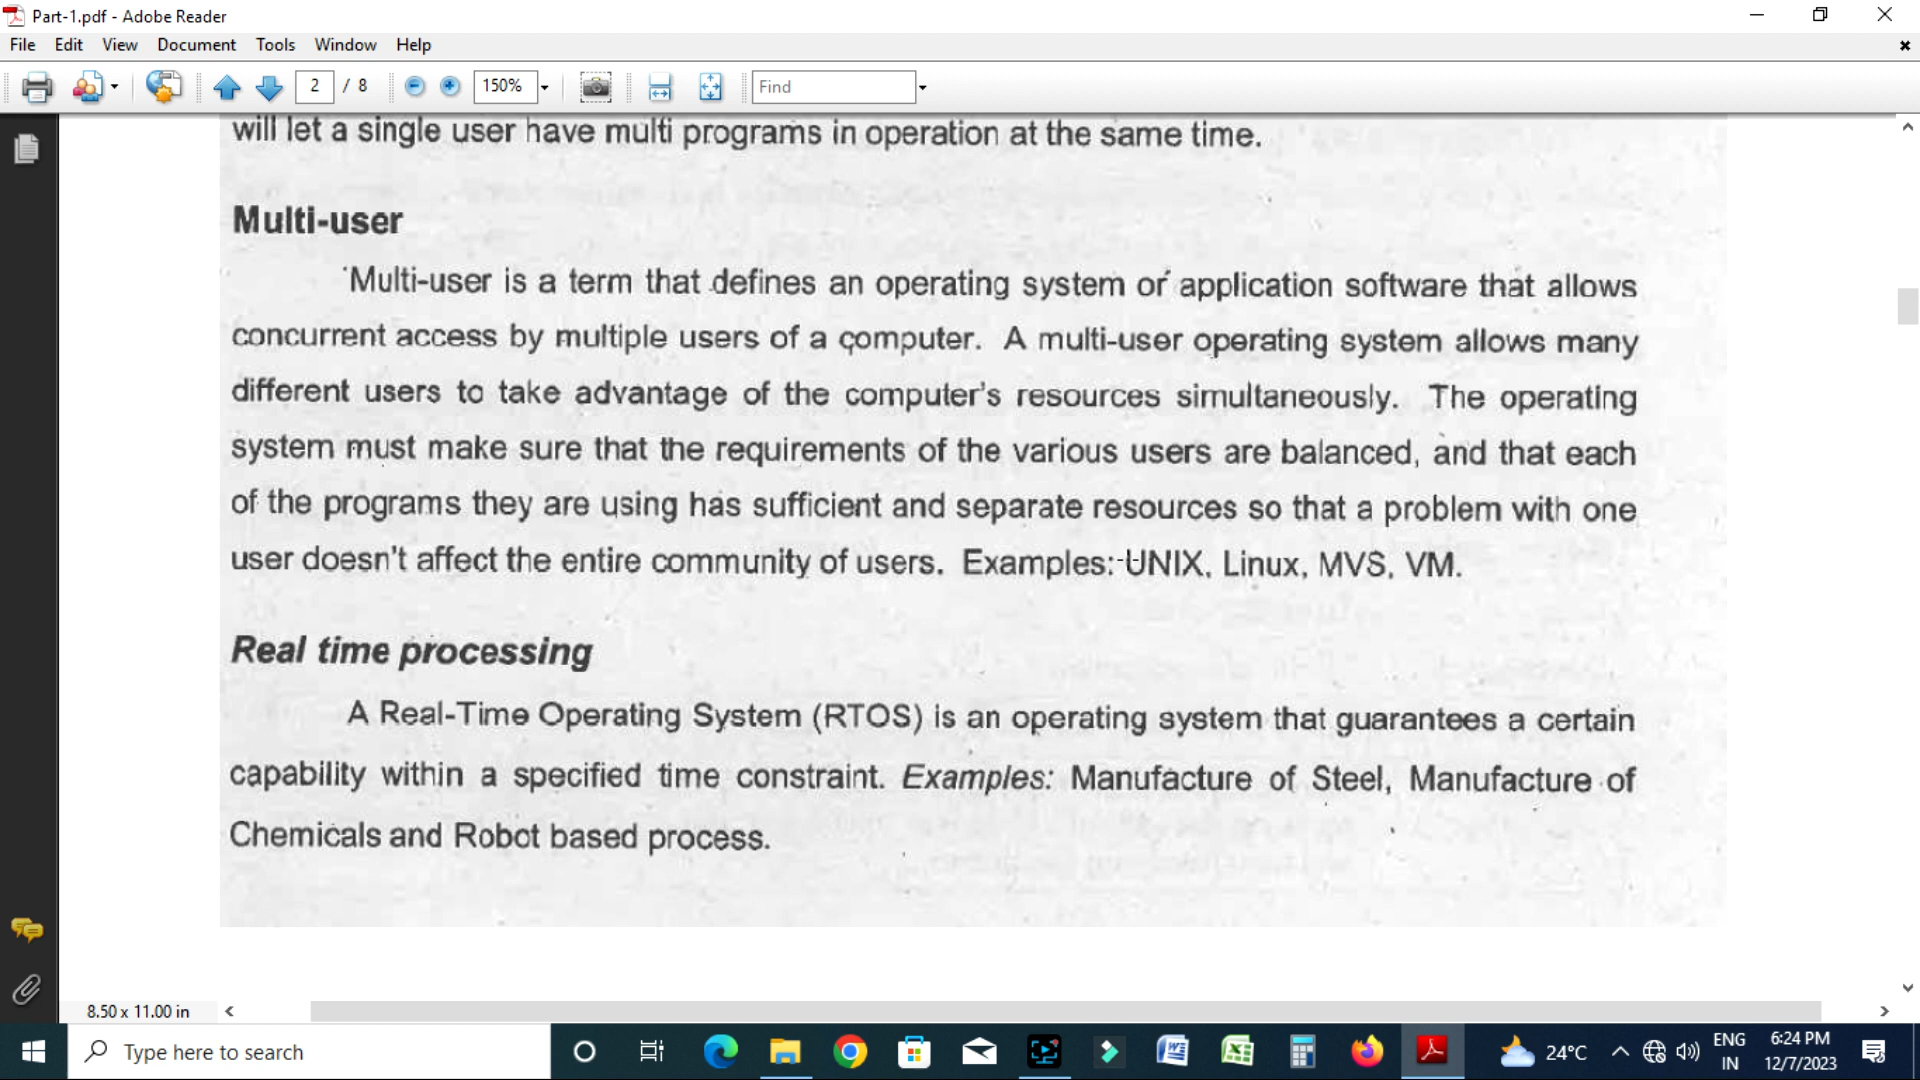 Part-1.pdf - Adobe Reader
File Edit View Document Tools Window Help
2 / 8 150% Find
will let a single user have multi programs in operation at the same time.
Multi-user
Multi-user is a term that defines an operating system or application software that allows
concurrent access by multiple users of a computer. A multi-user operating system allows many
different users to take advantage of the computer's resources simultaneously. The operating
system must make sure that the requirements of the various users are balanced, and that each
of the programs they are using has sufficient and separate resources so that a problem with one
user doesn't affect the entire community of users. Examples:-UNIX, Linux, MVS, VM.
Real time processing
A Real-Time Operating System (RTOS) is an operating system that guarantees a certain
capability within a specified time constraint. Examples: Manufacture of Steel, Manufacture of
Chemicals and Robot based process.
8.50 x 11.00 in
Type here to search
24°C
ENG
IN
6:24 PM
12/7/2023